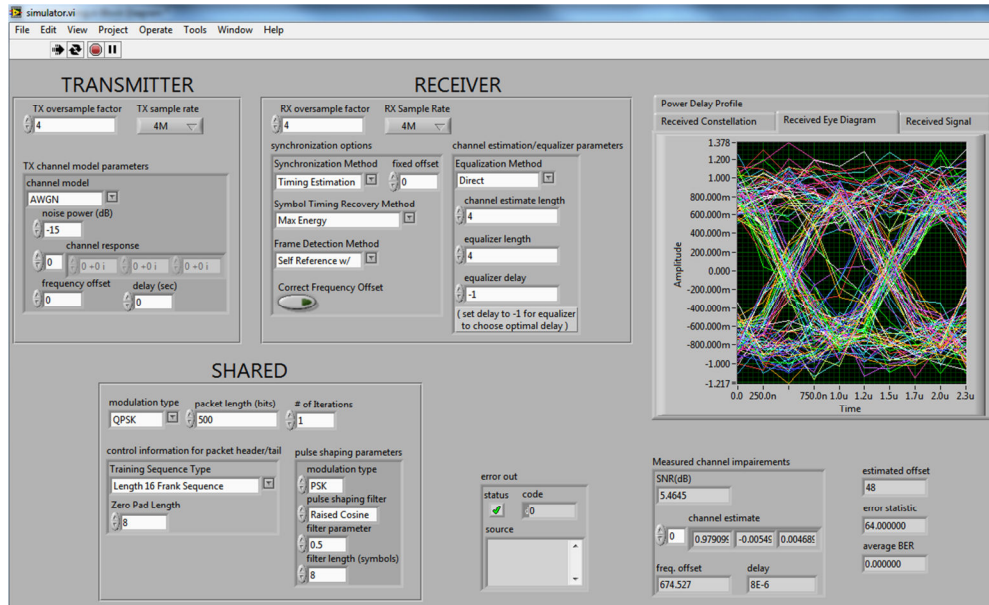 simulator.vi
File Edit View Project Operate Tools Window Help
TRANSMITTER
TX oversample factor TX sample rate
4 4M
TX channel model parameters
channel model
AWGN
noise power (dB)
-15
channel response
0 0 +0 i 0 +0 i 0 +0 i
frequency offset delay (sec)
0 0
RECEIVER
RX oversample factor RX Sample Rate
4 4M
synchronization options
Synchronization Method fixed offset
Timing Estimation 0
Symbol Timing Recovery Method
Max Energy
Frame Detection Method
Self Reference w/
Correct Frequency Offset
channel estimation/equalizer parameters
Equalization Method
Direct
channel estimate length
4
equalizer length
4
equalizer delay
-1
( set delay to -1 for equalizer
to choose optimal delay )
Power Delay Profile
Received Constellation Received Eye Diagram Received Signal
1.378
1.200
1.000
800.000m
600.000m
400.000m
200.000m
0.000
-200.000m
-400.000m
-600.000m
-800.000m
-1.000
-1.217
Amplitude
0.0 250.0n 750.0n 1.0u 1.2u 1.5u 1.7u 2.0u 2.3u
Time
SHARED
modulation type packet length (bits) # of Iterations
QPSK 500 1
control information for packet header/tail
Training Sequence Type
Length 16 Frank Sequence
Zero Pad Length
8
pulse shaping parameters
modulation type
PSK
pulse shaping filter
Raised Cosine
filter parameter
0.5
filter length (symbols)
8
error out
status code
0
source
Measured channel impairements
SNR(dB)
5.4645
channel estimate
0 0.979099 -0.00549 0.004689
freq. offset delay
674.527 8E-6
estimated offset
48
error statistic
64.000000
average BER
0.000000